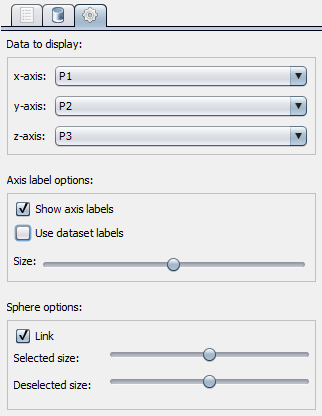 Data to display:
x-axis: P1
y-axis: P2
z-axis: P3
Axis label options:
Show axis labels
Use dataset labels
Size:
Sphere options:
Link
Selected size:
Deselected size: